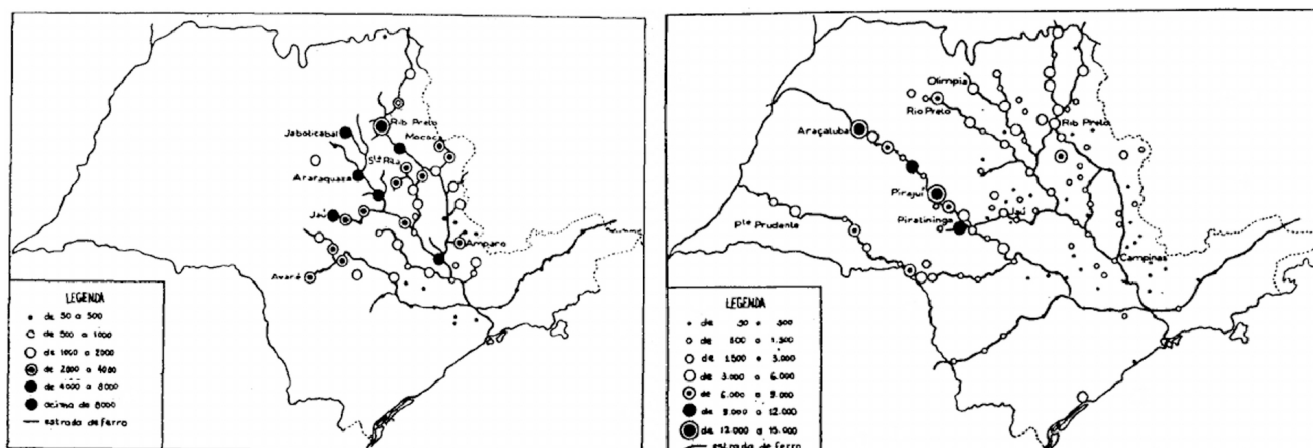 Rib Preto
Jaboticabal
Mococa
Sta Rita
Araraquara
Jaú
Amparo
Avaré
LEGENDA
de 50 a 500
de 500 a 1000
de 1000 a 2000
de 2000 a 4000
de 4000 a 8000
acima de 8000
estrada de ferro
Olimpia
Rio Preto
Rib Preto
Araçatuba
Pirajuí
Piratininga
Jaú
Pte Prudente
Campinas
LEGENDA
de 50 a 500
de 500 a 1.500
de 1.500 a 3.000
de 3.000 a 6.000
de 6.000 a 9.000
de 9.000 a 12.000
de 12.000 a 15.000
estrada de ferro